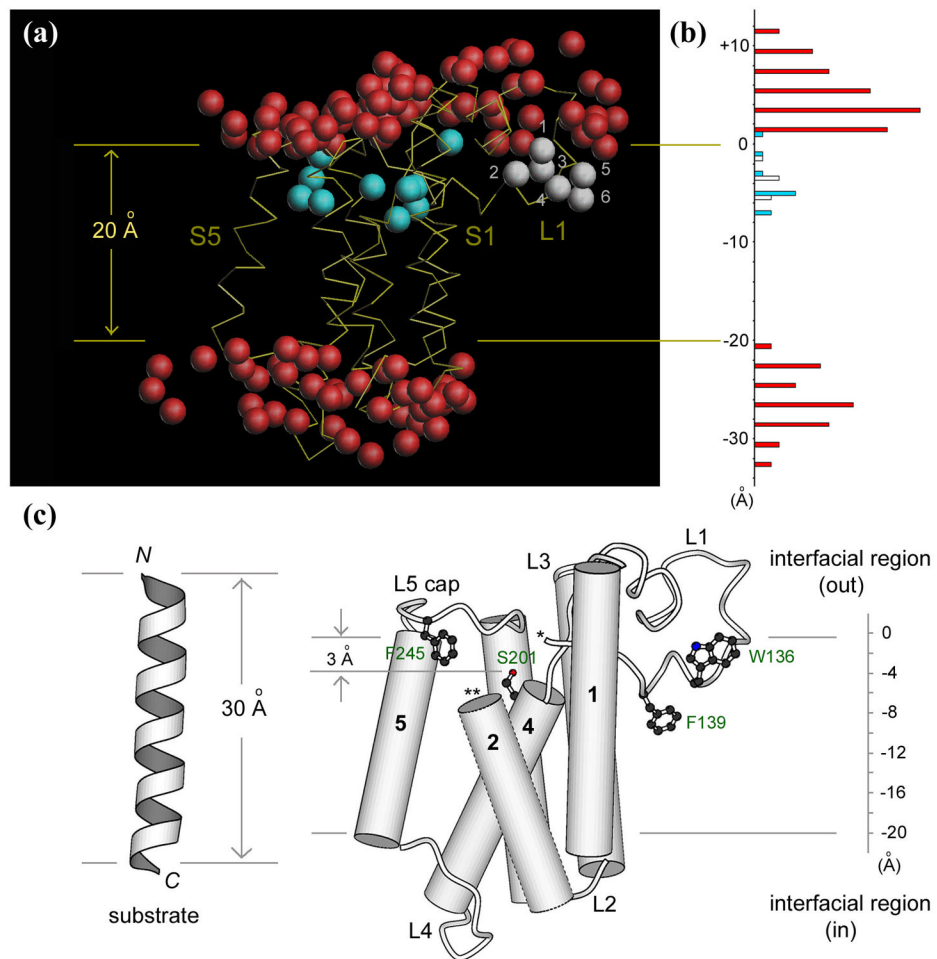 (a)
(b)
20 Å
S5
S1
L1
1
2
3
4
5
6
+10
0
-10
-20
-30
(Å)
(c)
N
30 Å
C
substrate
L5 cap
L3
L1
interfacial region
(out)
3 Å
F245
S201
*
**
W136
F139
5
2
4
1
L4
L2
0
-4
-8
-12
-16
-20
(Å)
interfacial region
(in)